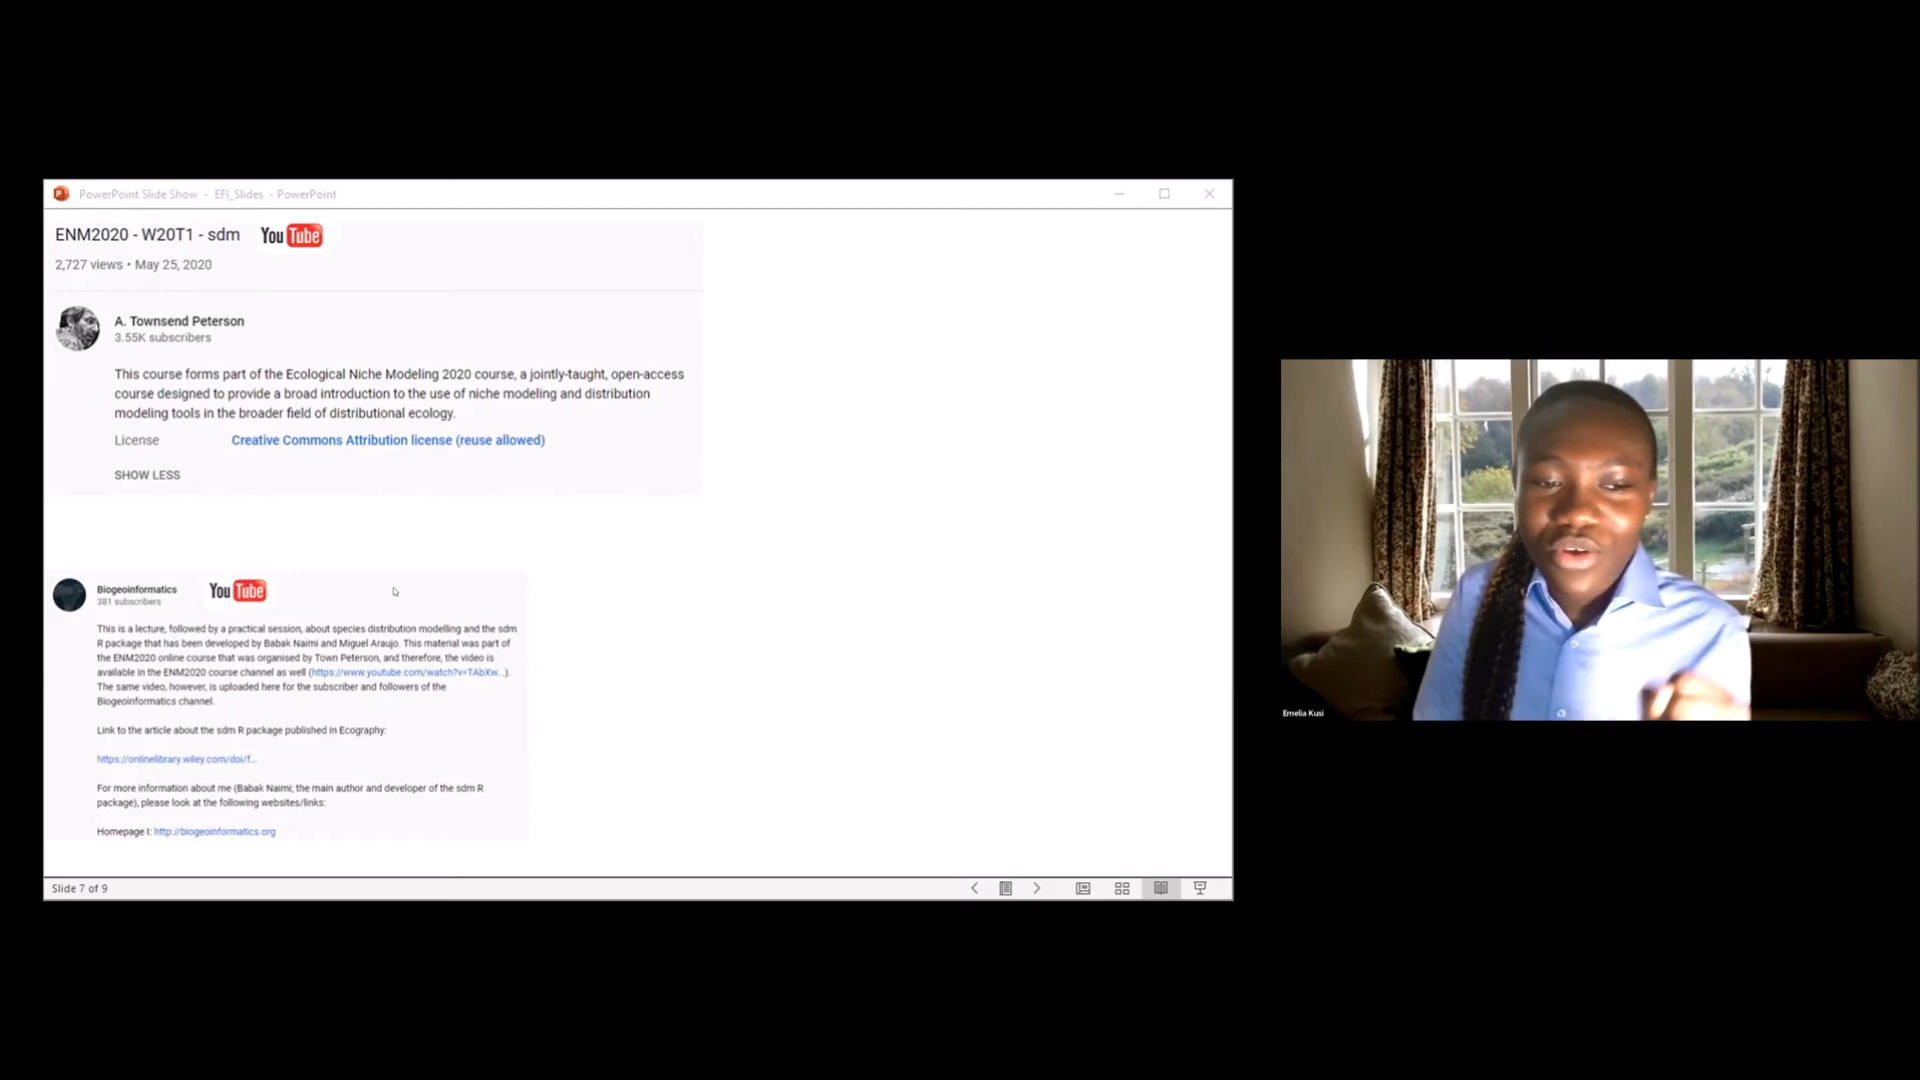 PowerPoint Slide Show - EFI_Slides - PowerPoint
ENM2020 - W20T1 - sdm YouTube
2,727 views • May 25, 2020
A. Townsend Peterson
3.55K subscribers
This course forms part of the Ecological Niche Modeling 2020 course, a jointly-taught, open-access
course designed to provide a broad introduction to the use of niche modeling and distribution
modeling tools in the broader field of distributional ecology.
License Creative Commons Attribution license (reuse allowed)
SHOW LESS
Biogeoinformatics YouTube
381 subscribers
This is a lecture, followed by a practical session, about species distribution modelling and the sdm
R package that has been developed by Babak Naimi and Miguel Araujo. This material was part of
the ENM2020 online course that was organised by Town Peterson, and therefore, the video is
available in the ENM2020 course channel as well (https://www.youtube.com/watch?v=TAbXw...).
The same video, however, is uploaded here for the subscriber and followers of the
Biogeoinformatics channel.
Link to the article about the sdm R package published in Ecography:
https://onlinelibrary.wiley.com/doi/f...
For more information about me (Babak Naimi; the main author and developer of the sdm R
package), please look at the following websites/links:
Homepage I: http://biogeoinformatics.org
Slide 7 of 9
Emelia Kusi